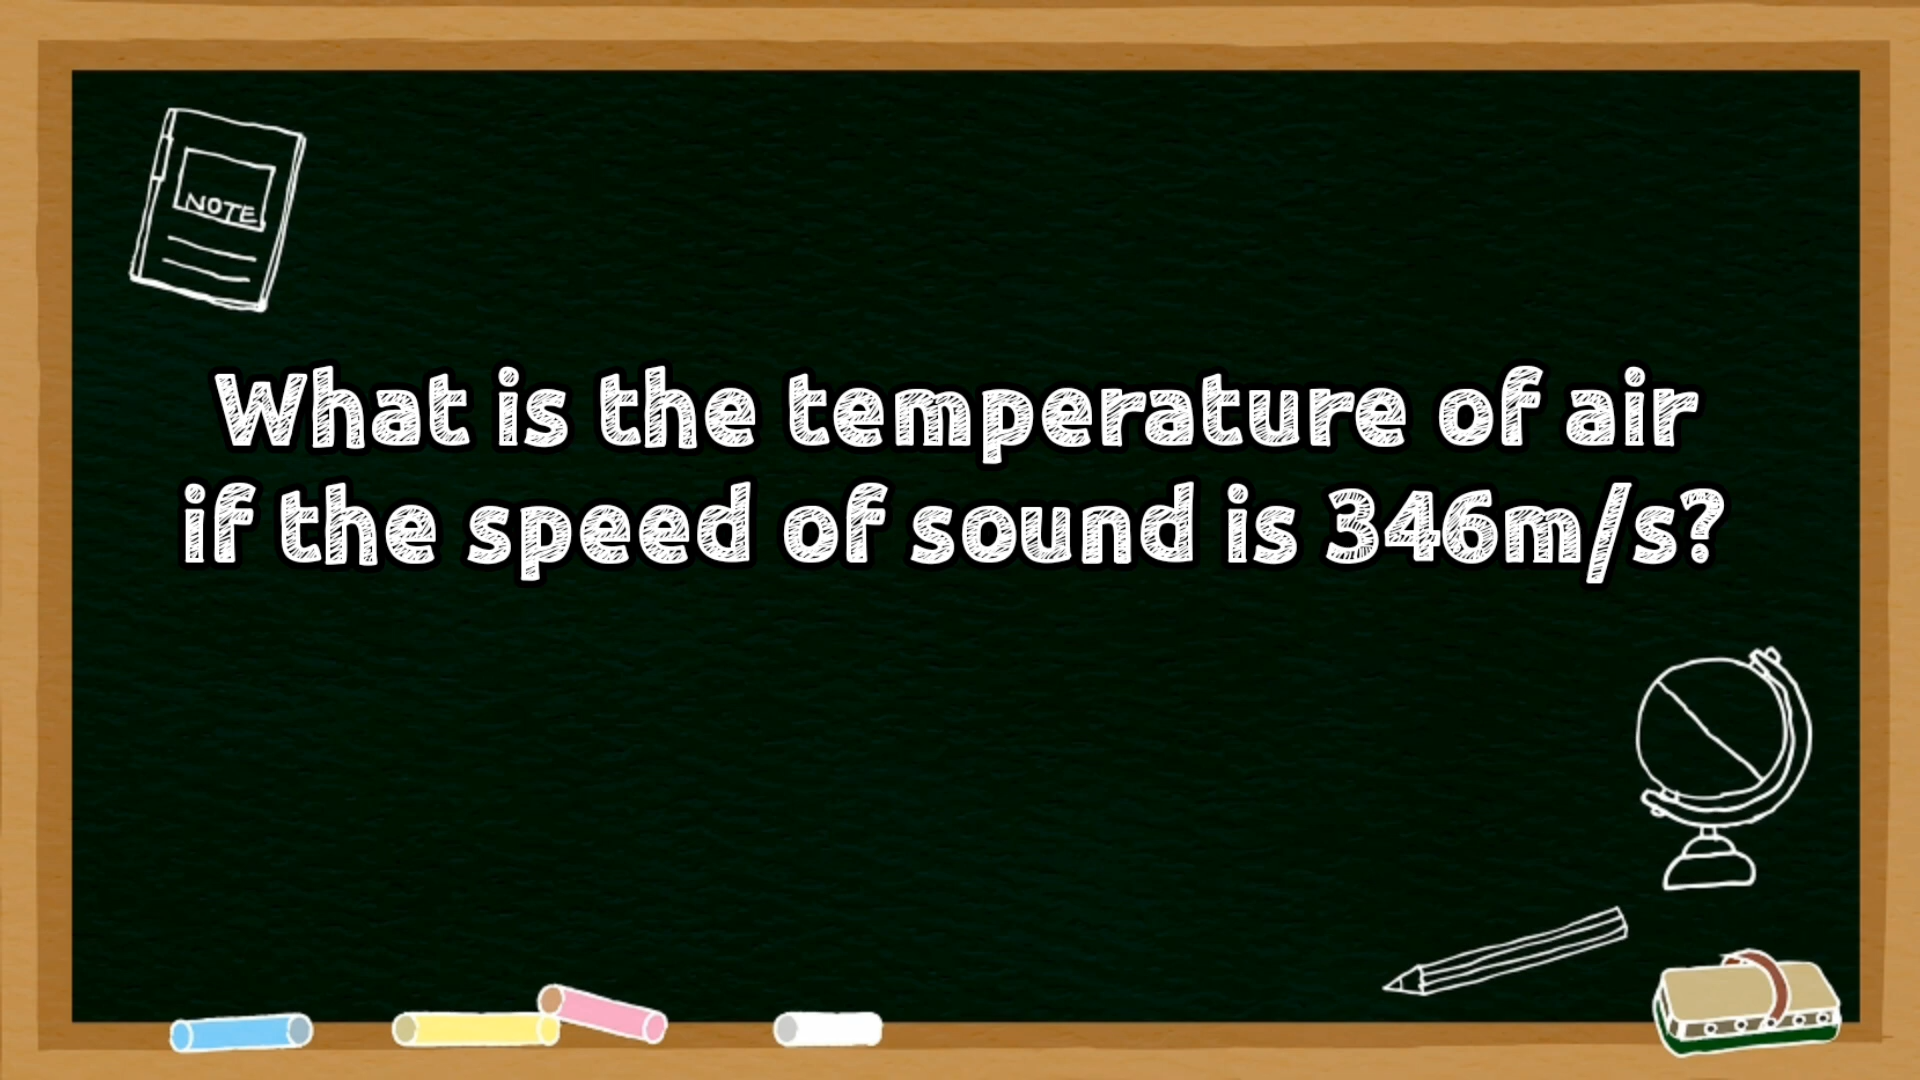 NOTE
What is the temperature of air
if the speed of sound is 346m/s?